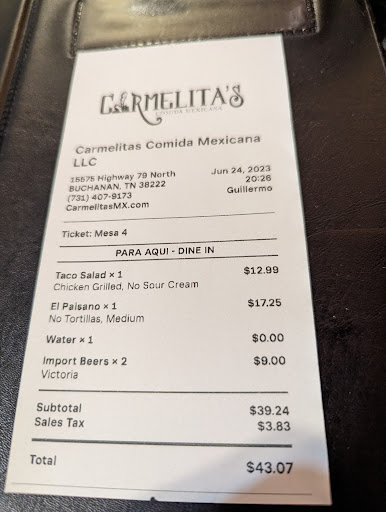 CARMELITA'S
COMIDA MEXICANA
Carmelitas Comida Mexicana
LLC
15575 Highway 79 North
BUCHANAN, TN 38222
(731) 407-9173
CarmelitasMX.com
Jun 24, 2023
20:26
Guillermo
Ticket: Mesa 4
PARA AQUI - DINE IN
Taco Salad × 1 $12.99
Chicken Grilled, No Sour Cream
El Paisano × 1 $17.25
No Tortillas, Medium
Water × 1 $0.00
Import Beers × 2 $9.00
Victoria
Subtotal $39.24
Sales Tax $3.83
Total $43.07